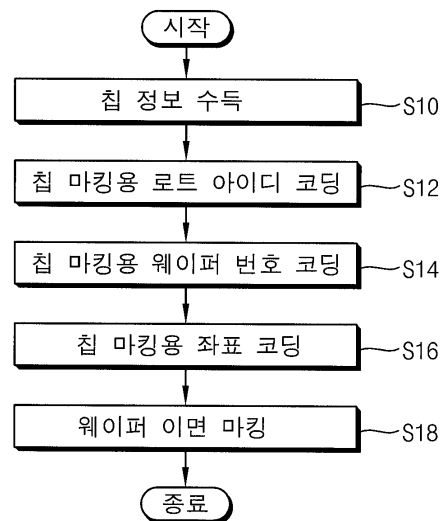 시작
칩 정보 수득
S10
칩 마킹용 로트 아이디 코딩
S12
칩 마킹용 웨이퍼 번호 코딩
S14
칩 마킹용 좌표 코딩
S16
웨이퍼 이면 마킹
S18
종료